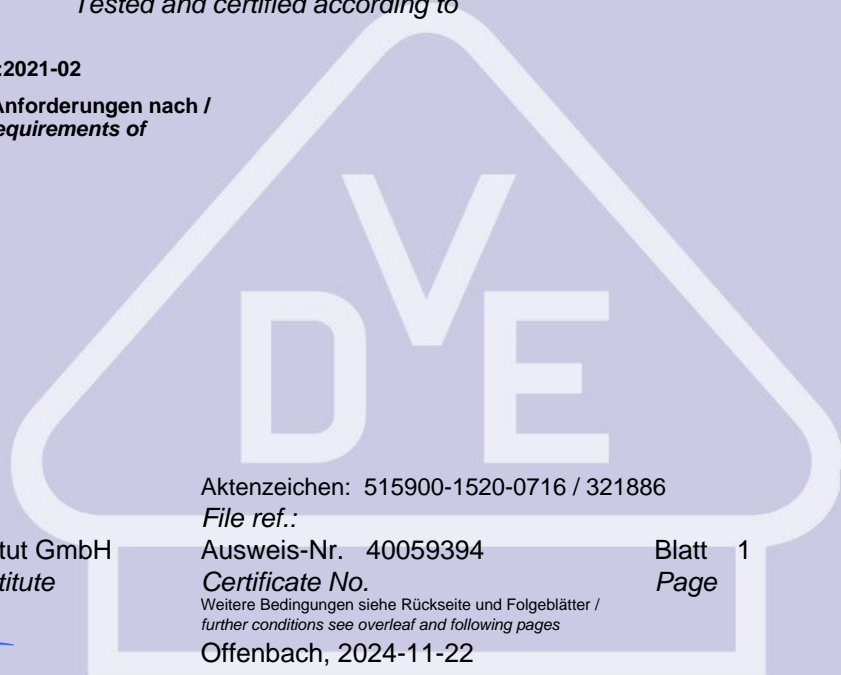 Tested and certified according to
:2021-02
Anforderungen nach /
equirements of
DVE
Aktenzeichen: 515900-1520-0716 / 321886
File ref.:
tut GmbH Ausweis-Nr. 40059394 Blatt 1
titute Certificate No. Page
Weitere Bedingungen siehe Rückseite und Folgeblätter /
further conditions see overleaf and following pages
Offenbach, 2024-11-22